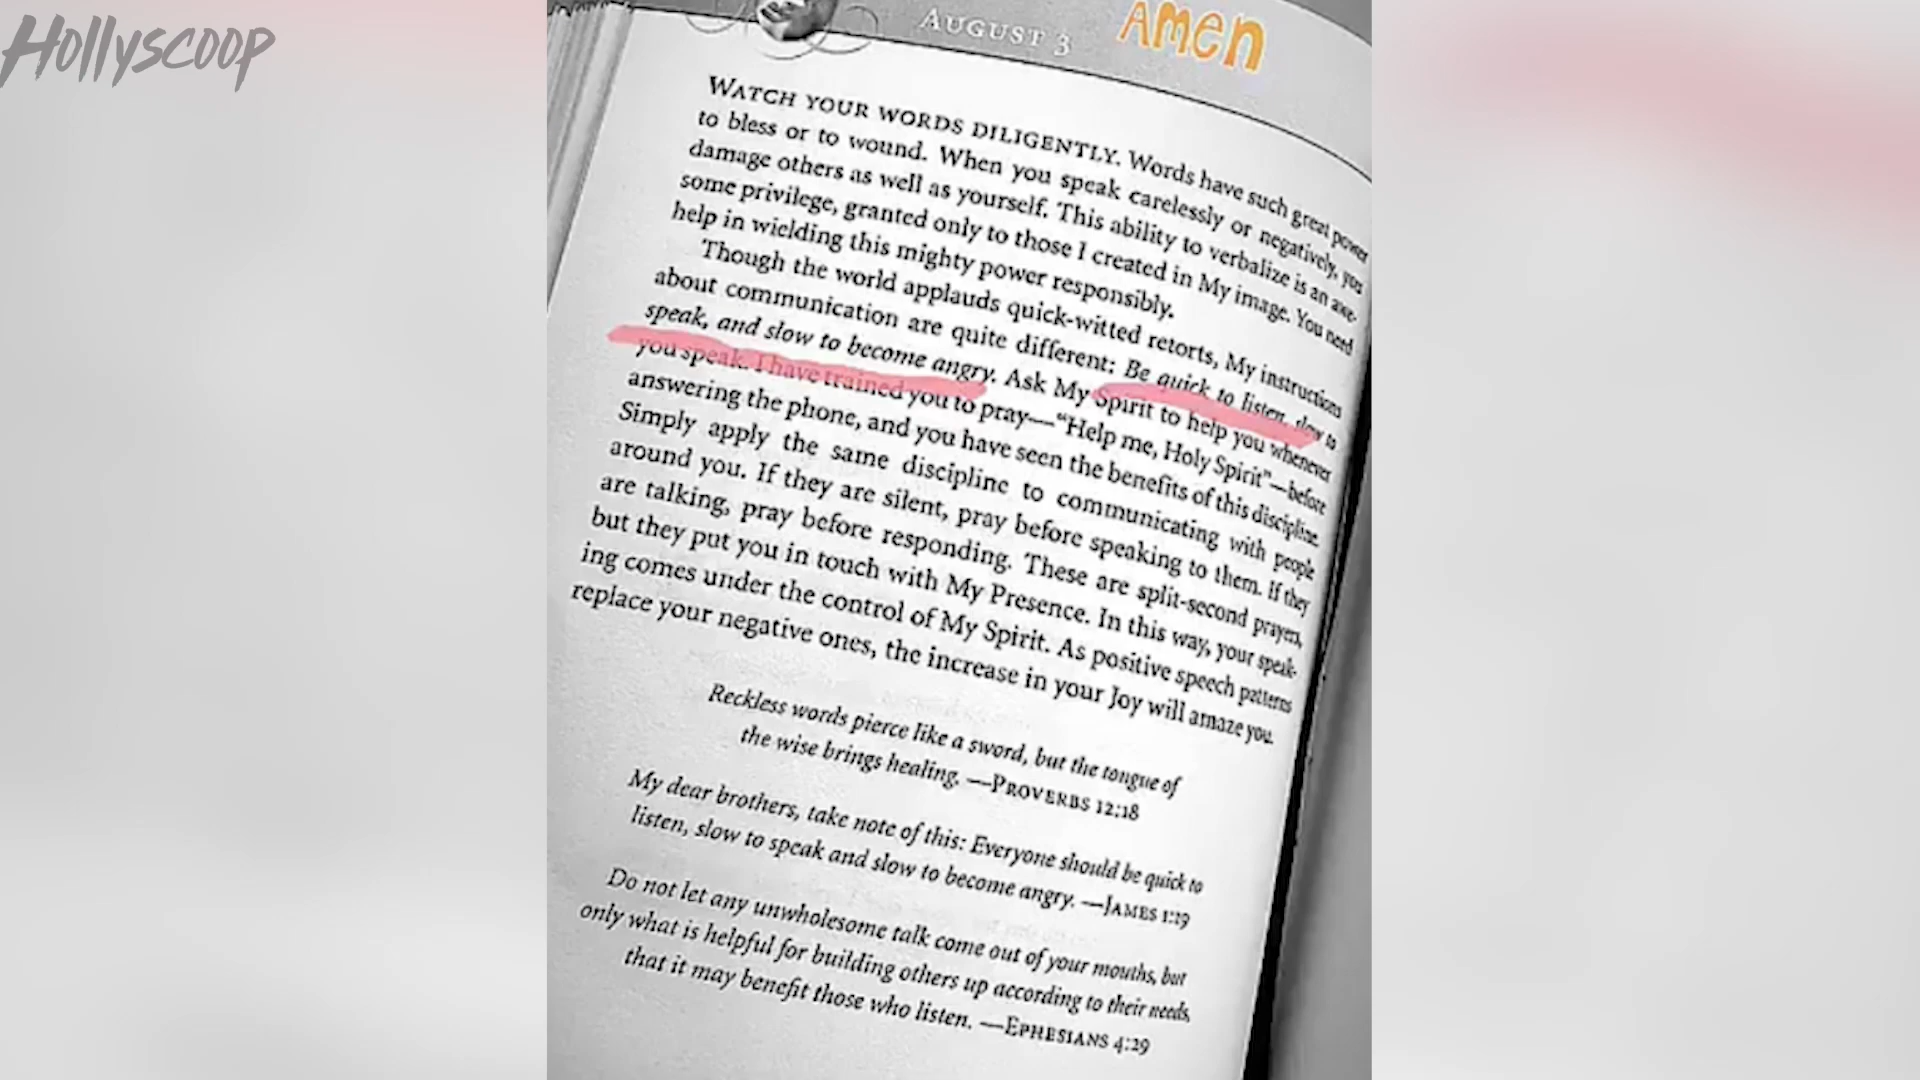 Hollyscoop
AUGUST 3
AMEN
WATCH YOUR WORDS DILIGENTLY. Words have such great power
to bless or to wound. When you speak carelessly or negatively, you
damage others as well as yourself. This ability to verbalize is an awe-
some privilege, granted only to those I created in My image. You need
help in wielding this mighty power responsibly.
Though the world applauds quick-witted retorts, My instructions
about communication are quite different: Be quick to listen, slow to
speak, and slow to become angry. Ask My Spirit to help you whenever
you speak. I have trained you to pray—“Help me, Holy Spirit”—before
answering the phone, and you have seen the benefits of this discipline.
Simply apply the same discipline to communicating with people
around you. If they are silent, pray before speaking to them. If they
are talking, pray before responding. These are split-second prayers,
but they put you in touch with My Presence. In this way, your speak-
ing comes under the control of My Spirit. As positive speech patterns
replace your negative ones, the increase in your Joy will amaze you.
Reckless words pierce like a sword, but the tongue of
the wise brings healing. —PROVERBS 12:18
My dear brothers, take note of this: Everyone should be quick to
listen, slow to speak and slow to become angry. —JAMES 1:19
Do not let any unwholesome talk come out of your mouths, but
only what is helpful for building others up according to their needs,
that it may benefit those who listen. —EPHESIANS 4:29